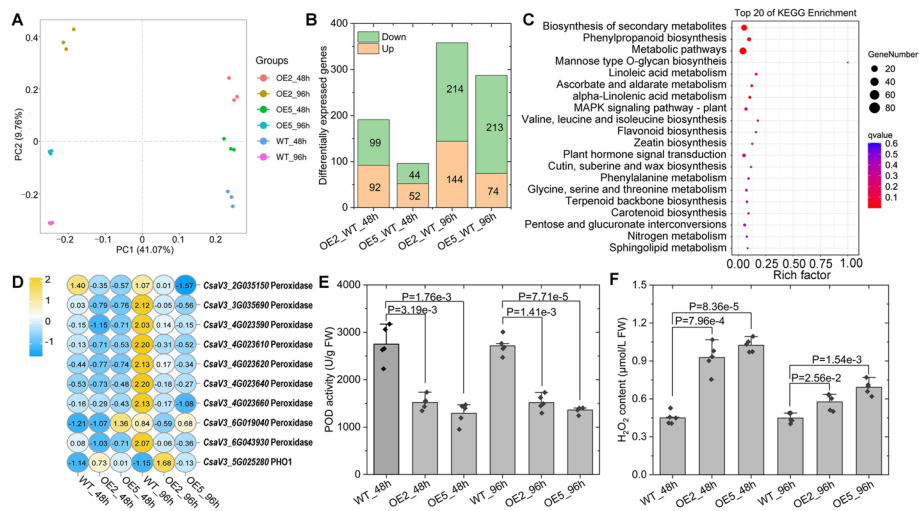 A
0.4
0.2
0
−0.2
PC2 (9.76%)
−0.2
0.0
0.2
PC1 (41.07%)
Groups
OE2_48h
OE2_96h
OE5_48h
OE5_96h
WT_48h
WT_96h
B
Down
Up
Differentially expressed genes
400
300
200
100
0
99
92
44
52
214
144
213
74
OE2_WT_48h
OE5_WT_48h
OE2_WT_96h
OE5_WT_96h
C
Top 20 of KEGG Enrichment
Biosynthesis of secondary metabolites
Phenylpropanoid biosynthesis
Metabolic pathways
Mannose type O-glycan biosynthesis
Linoleic acid metabolism
Ascorbate and aldarate metabolism
alpha-Linolenic acid metabolism
MAPK signaling pathway - plant
Valine, leucine and isoleucine biosynthesis
Flavonoid biosynthesis
Zeatin biosynthesis
Plant hormone signal transduction
Cutin, suberine and wax biosynthesis
Phenylalanine metabolism
Glycine, serine and threonine metabolism
Terpenoid backbone biosynthesis
Carotenoid biosynthesis
Pentose and glucuronate interconversions
Nitrogen metabolism
Sphingolipid metabolism
0.00
0.25
0.50
0.75
1.00
Rich factor
GeneNumber
20
40
60
80
qvalue
0.6
0.5
0.4
0.3
0.2
0.1
D
2
1
0
-1
1.40 -0.35 -0.57 1.07 0.01 -1.57 CsaV3_2G035150 Peroxidase
0.03 -0.79 -0.76 2.12 -0.05 -0.56 CsaV3_3G035690 Peroxidase
-0.15 -1.15 -0.72 2.03 0.14 -0.15 CsaV3_4G023590 Peroxidase
-0.44 -0.64 -0.53 2.20 -0.16 -0.43 CsaV3_4G023610 Peroxidase
-0.44 -0.77 -0.74 2.13 -0.17 -0.34 CsaV3_4G023620 Peroxidase
-0.53 -0.73 -0.48 2.20 -0.18 -0.27 CsaV3_4G023640 Peroxidase
-0.16 -0.29 -0.43 2.13 -0.17 -1.08 CsaV3_4G023660 Peroxidase
-1.21 -1.07 1.36 0.84 -0.59 0.68 CsaV3_6G019040 Peroxidase
0.08 -1.03 -0.71 2.07 -0.06 -0.36 CsaV3_6G043930 Peroxidase
-1.14 0.73 0.01 -1.15 1.68 -0.13 CsaV3_5G025280 PHO1
WT_48h
OE2_48h
OE5_48h
WT_96h
OE2_96h
OE5_96h
E
POD activity (U/g FW)
4000
3000
2000
1000
0
P=1.76e-3
P=3.19e-3
P=7.71e-5
P=1.41e-3
WT_48h
OE2_48h
OE5_48h
WT_96h
OE2_96h
OE5_96h
F
H₂O₂ content (μmol/L FW)
1.5
1.2
0.9
0.6
0.3
0.0
P=8.36e-5
P=7.96e-4
P=1.54e-3
P=2.56e-2
WT_48h
OE2_48h
OE5_48h
WT_96h
OE2_96h
OE5_96h